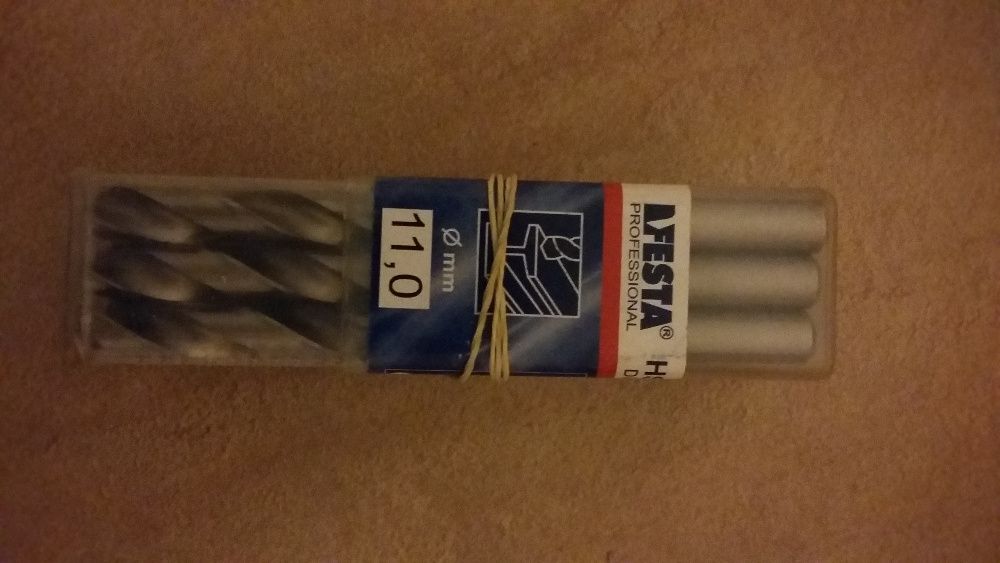 FESTA®
PROFESSIONAL
Ø mm
11,0